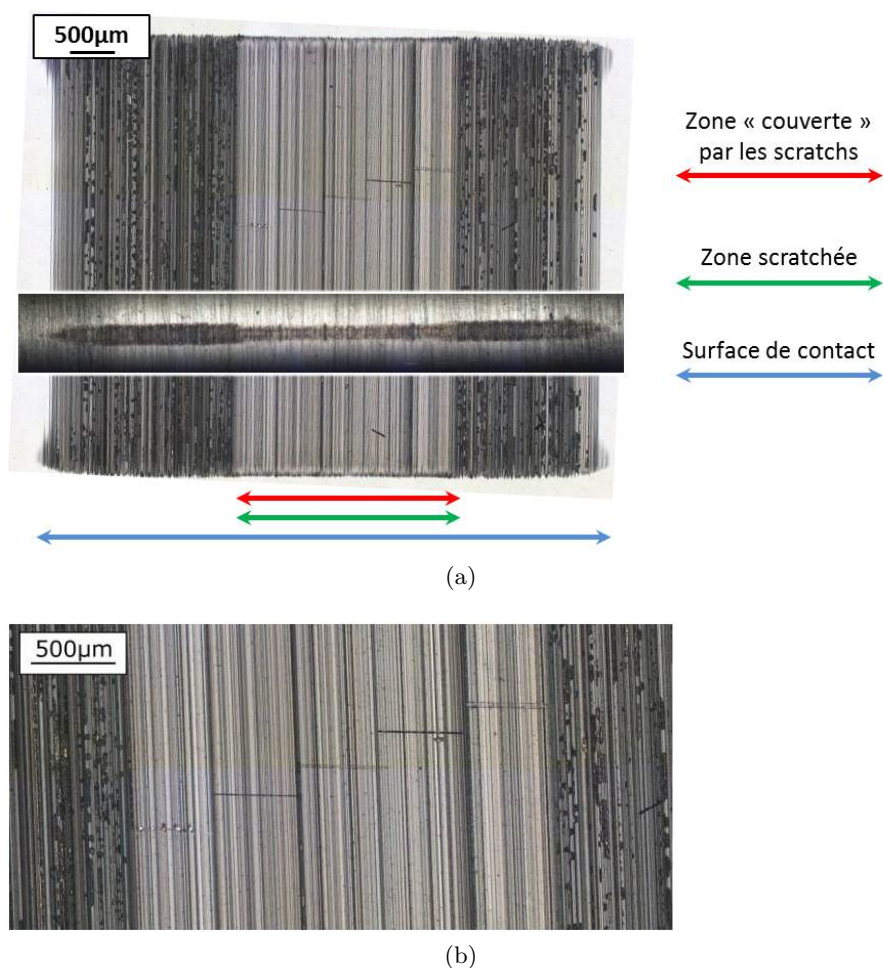 500µm
Zone « couverte »
par les scratchs
Zone scratchée
Surface de contact
(a)
500µm
(b)